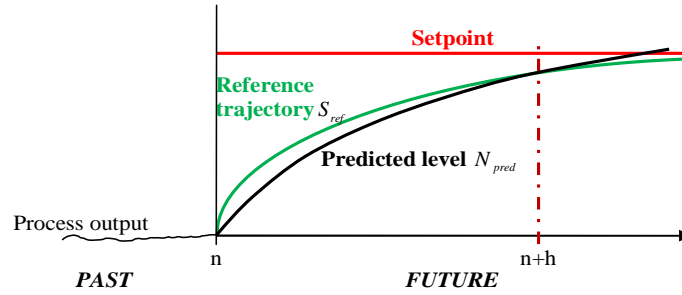 Setpoint
Reference
trajectory S_ref
Predicted level N_pred
Process output
n
n+h
PAST
FUTURE